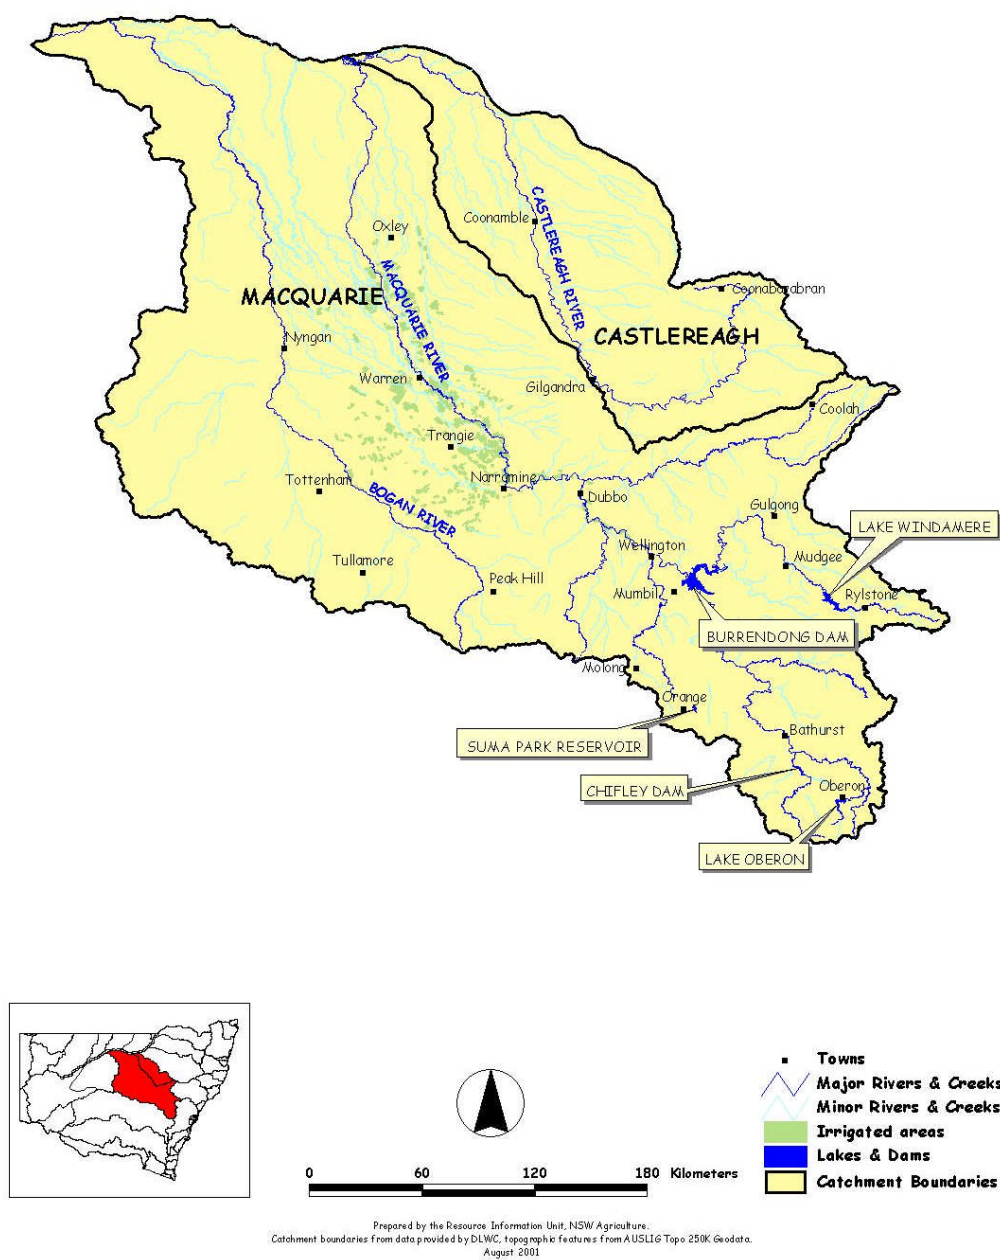 CASTLEREAGH RIVER
Coonamble
Oxley
MACQUARIE RIVER
Coonabarabran
MACQUARIE
CASTLEREAGH
Nyngan
Warren
Gilgandra
Coolah
Trangie
Tottenham
Narromine
BOGAN RIVER
Dubbo
Gulgong
LAKE WINDAMERE
Wellington
Mudgee
Tullamore
Peak Hill
Mumbil
Rylstone
BURRENDONG DAM
Molong
Orange
Bathurst
SUMA PARK RESERVOIR
CHIFLEY DAM
Oberon
LAKE OBERON
Towns
Major Rivers & Creeks
Minor Rivers & Creeks
Irrigated areas
Lakes & Dams
Catchment Boundaries
0 60 120 180 Kilometers
Prepared by the Resource Information Unit, NSW Agriculture.
Catchment boundaries from data provided by DLWC, topographic features from AUSLIG Topo 250K Geodata.
August 2001